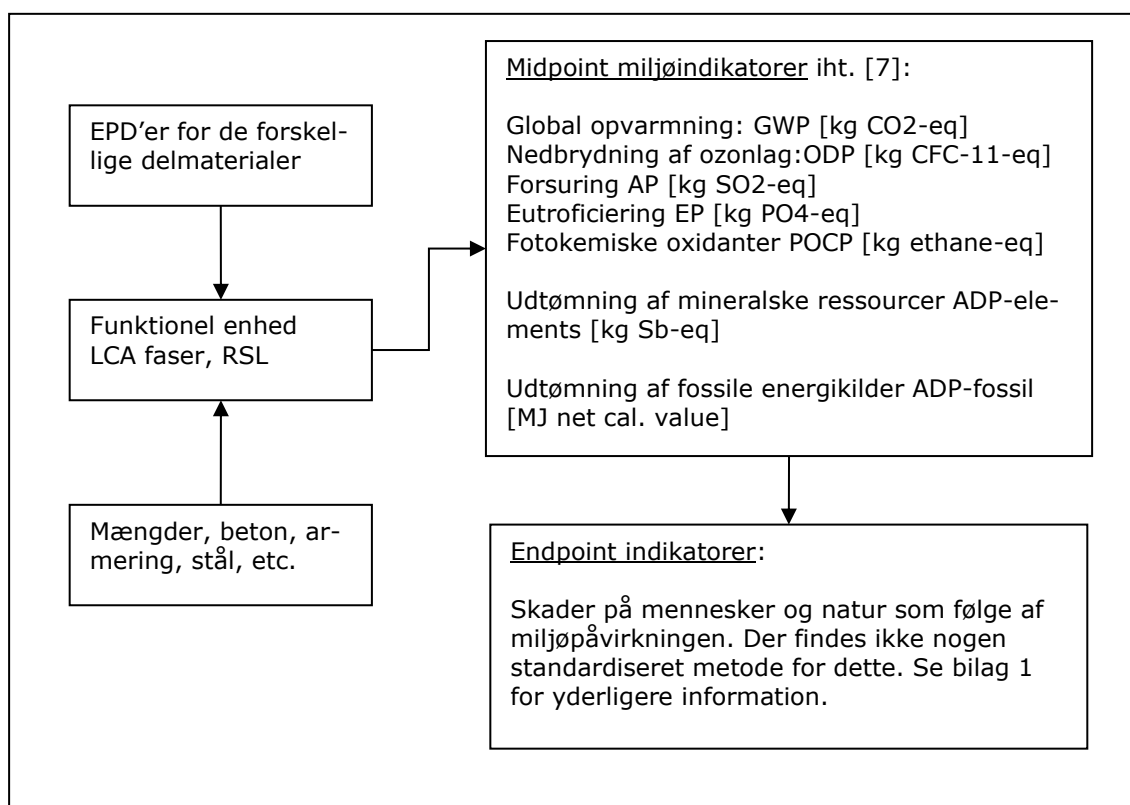 EPD’er for de forskel-
lige delmaterialer
Funktionel enhed
LCA faser, RSL
Mængder, beton, ar-
mering, stål, etc.
Midpoint miljøindikatorer iht. [7]:
Global opvarmning: GWP [kg CO2-eq]
Nedbrydning af ozonlag:ODP [kg CFC-11-eq]
Forsuring AP [kg SO2-eq]
Eutroficiering EP [kg PO4-eq]
Fotokemiske oxidanter POCP [kg ethane-eq]
Udtømning af mineralske ressourcer ADP-ele-
ments [kg Sb-eq]
Udtømning af fossile energikilder ADP-fossil
[MJ net cal. value]
Endpoint indikatorer:
Skader på mennesker og natur som følge af
miljøpåvirkningen. Der findes ikke nogen
standardiseret metode for dette. Se bilag 1
for yderligere information.